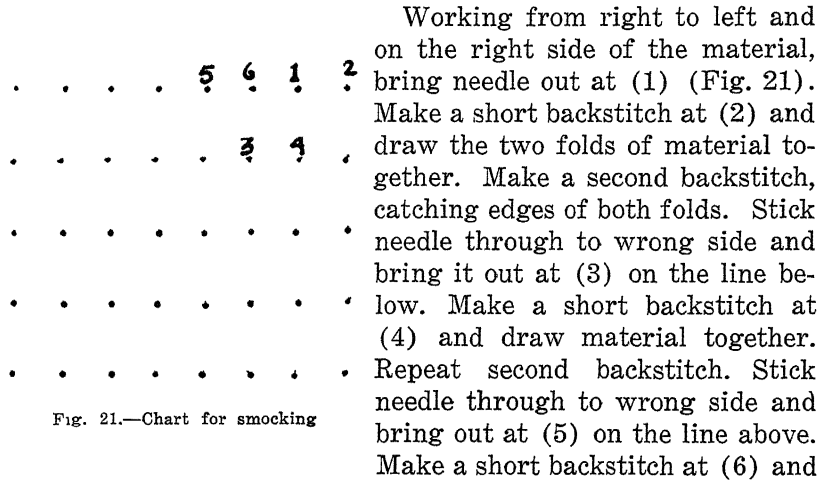 5 6 1 2
3 4
Fig. 21.—Chart for smocking
Working from right to left and
on the right side of the material,
bring needle out at (1) (Fig. 21).
Make a short backstitch at (2) and
draw the two folds of material to-
gether. Make a second backstitch,
catching edges of both folds. Stick
needle through to wrong side and
bring it out at (3) on the line be-
low. Make a short backstitch at
(4) and draw material together.
Repeat second backstitch. Stick
needle through to wrong side and
bring out at (5) on the line above.
Make a short backstitch at (6) and